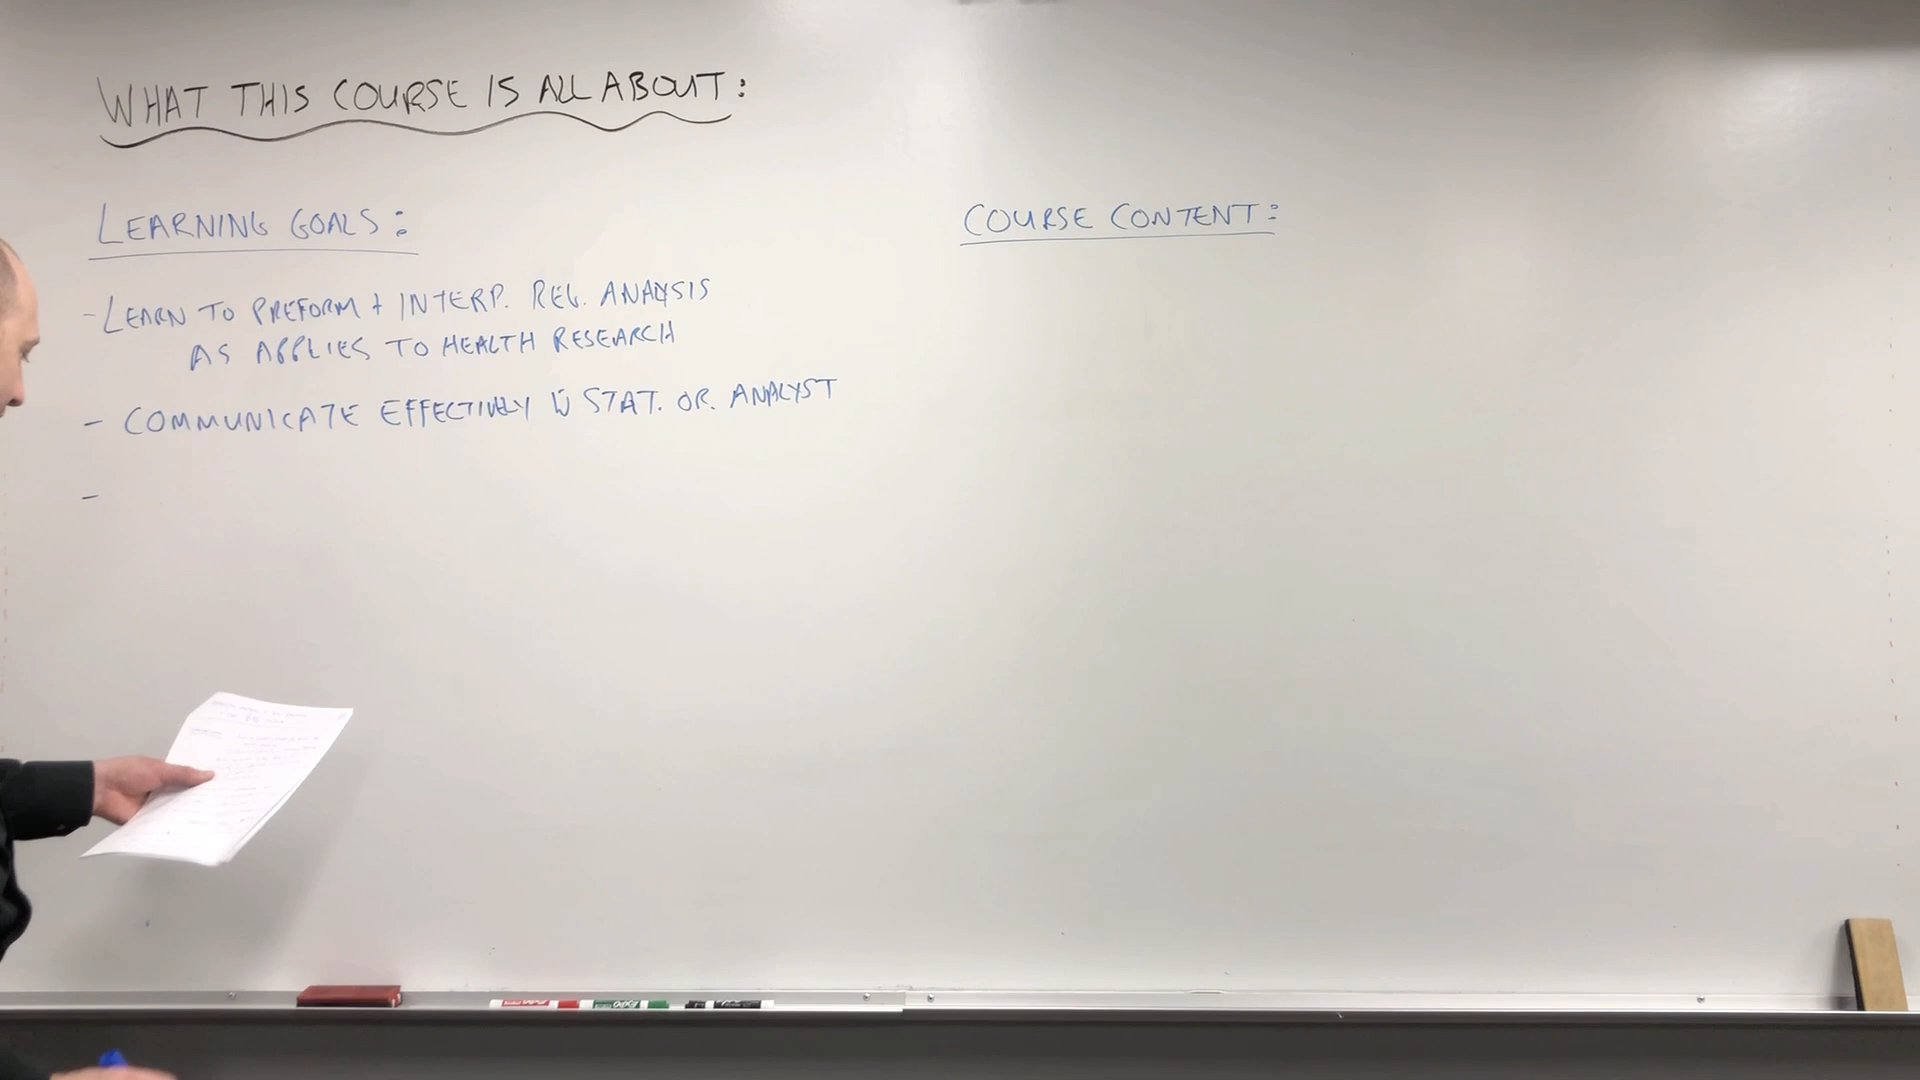 WHAT THIS COURSE IS ALL ABOUT:
LEARNING GOALS:
- LEARN TO PREFORM + INTERP. REG. ANALYSIS
AS APPLIES TO HEALTH RESEARCH
- COMMUNICATE EFFECTIVELY W̄ STAT. OR. ANALYST
-
COURSE CONTENT:
EXPO